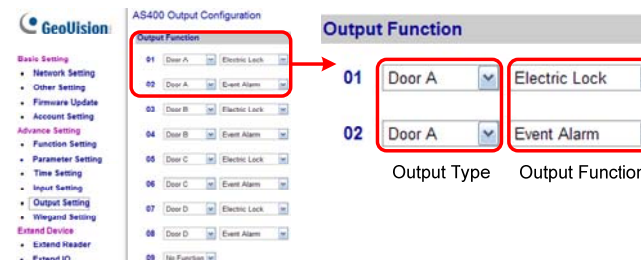 GeoVision
Basic Setting
Network Setting
Other Setting
Firmware Update
Account Setting
Advance Setting
Function Setting
Parameter Setting
Time Setting
Input Setting
Output Setting
Wiegand Setting
Extend Device
Extend Reader
Extend IO
AS400 Output Configuration
Output Function
01 Door A Electric Lock
02 Door A Event Alarm
03 Door B Electric Lock
04 Door B Event Alarm
05 Door C Electric Lock
06 Door C Event Alarm
07 Door D Electric Lock
08 Door D Event Alarm
09 No Function
Output Function
01 Door A Electric Lock
02 Door A Event Alarm
Output Type Output Function